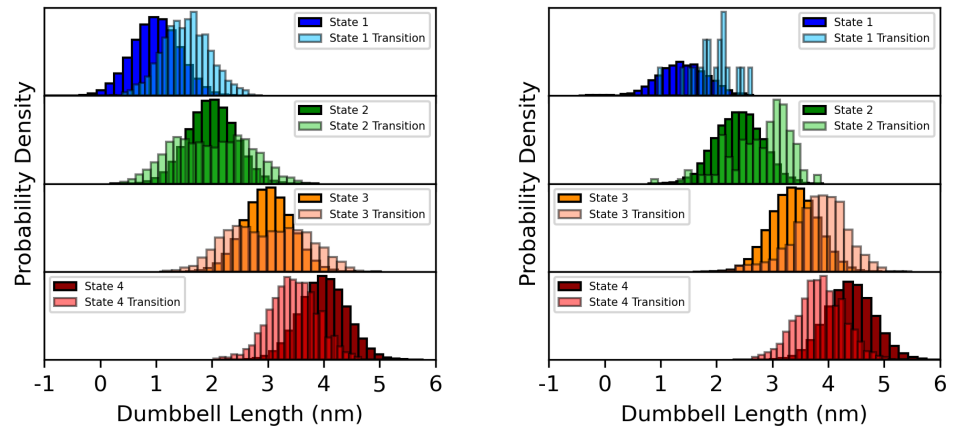 Probability Density
State 1
State 1 Transition
State 2
State 2 Transition
State 3
State 3 Transition
State 4
State 4 Transition
-1 0 1 2 3 4 5 6
Dumbbell Length (nm)
Probability Density
State 1
State 1 Transition
State 2
State 2 Transition
State 3
State 3 Transition
State 4
State 4 Transition
-1 0 1 2 3 4 5 6
Dumbbell Length (nm)